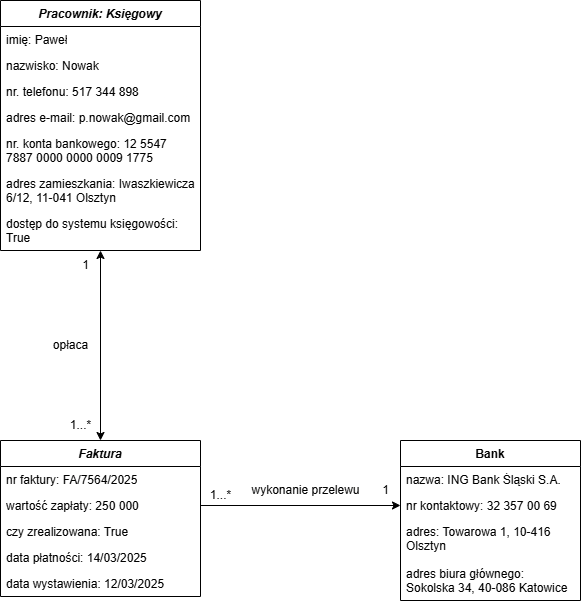 Pracownik: Księgowy
imię: Paweł
nazwisko: Nowak
nr. telefonu: 517 344 898
adres e-mail: p.nowak@gmail.com
nr. konta bankowego: 12 5547
7887 0000 0000 0009 1775
adres zamieszkania: Iwaszkiewicza
6/12, 11-041 Olsztyn
dostęp do systemu księgowości:
True
1
opłaca
1...*
Faktura
nr faktury: FA/7564/2025
wartość zapłaty: 250 000
czy zrealizowana: True
data płatności: 14/03/2025
data wystawienia: 12/03/2025
1...*
wykonanie przelewu
1
Bank
nazwa: ING Bank Śląski S.A.
nr kontaktowy: 32 357 00 69
adres: Towarowa 1, 10-416
Olsztyn
adres biura głównego:
Sokolska 34, 40-086 Katowice